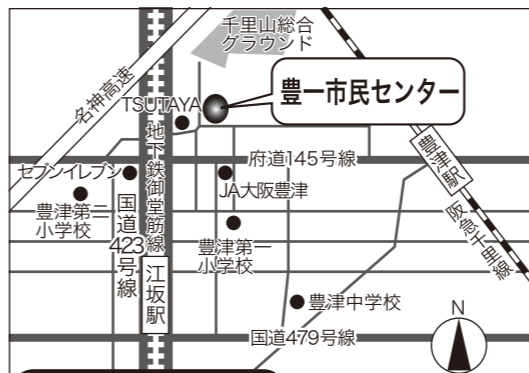 千里山総合
グラウンド
名神高速
豊一市民センター
TSUTAYA
地下鉄御堂筋線
府道145号線
豊津駅
セブンイレブン
JA大阪豊津
豊津第二
小学校
国道423号線
豊津第一
小学校
阪急千里線
江坂駅
豊津中学校
国道479号線
N